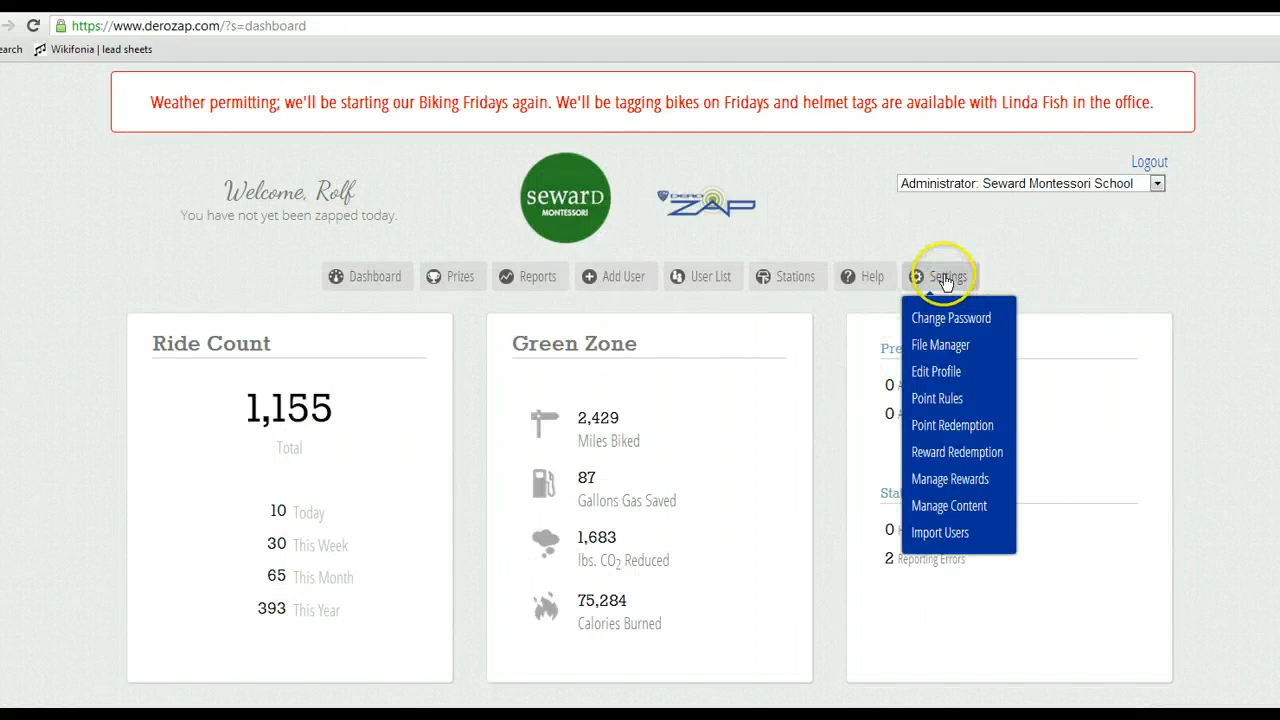 https://www.derozap.com/?s=dashboard
earch Wikifonia | lead sheets
Weather permitting; we'll be starting our Biking Fridays again. We'll be tagging bikes on Fridays and helmet tags are available with Linda Fish in the office.
Logout
Welcome, Rolf
You have not yet been zapped today.
seward
MONTESSORI
DERO
ZAP
Administrator: Seward Montessori School
Dashboard Prizes Reports Add User User List Stations Help Settings
Change Password
File Manager
Edit Profile
Point Rules
Point Redemption
Reward Redemption
Manage Rewards
Manage Content
Import Users
Ride Count
1,155
Total
10 Today
30 This Week
65 This Month
393 This Year
Green Zone
2,429
Miles Biked
87
Gallons Gas Saved
1,683
lbs. CO2 Reduced
75,284
Calories Burned
0
0
0
2 Reporting Errors